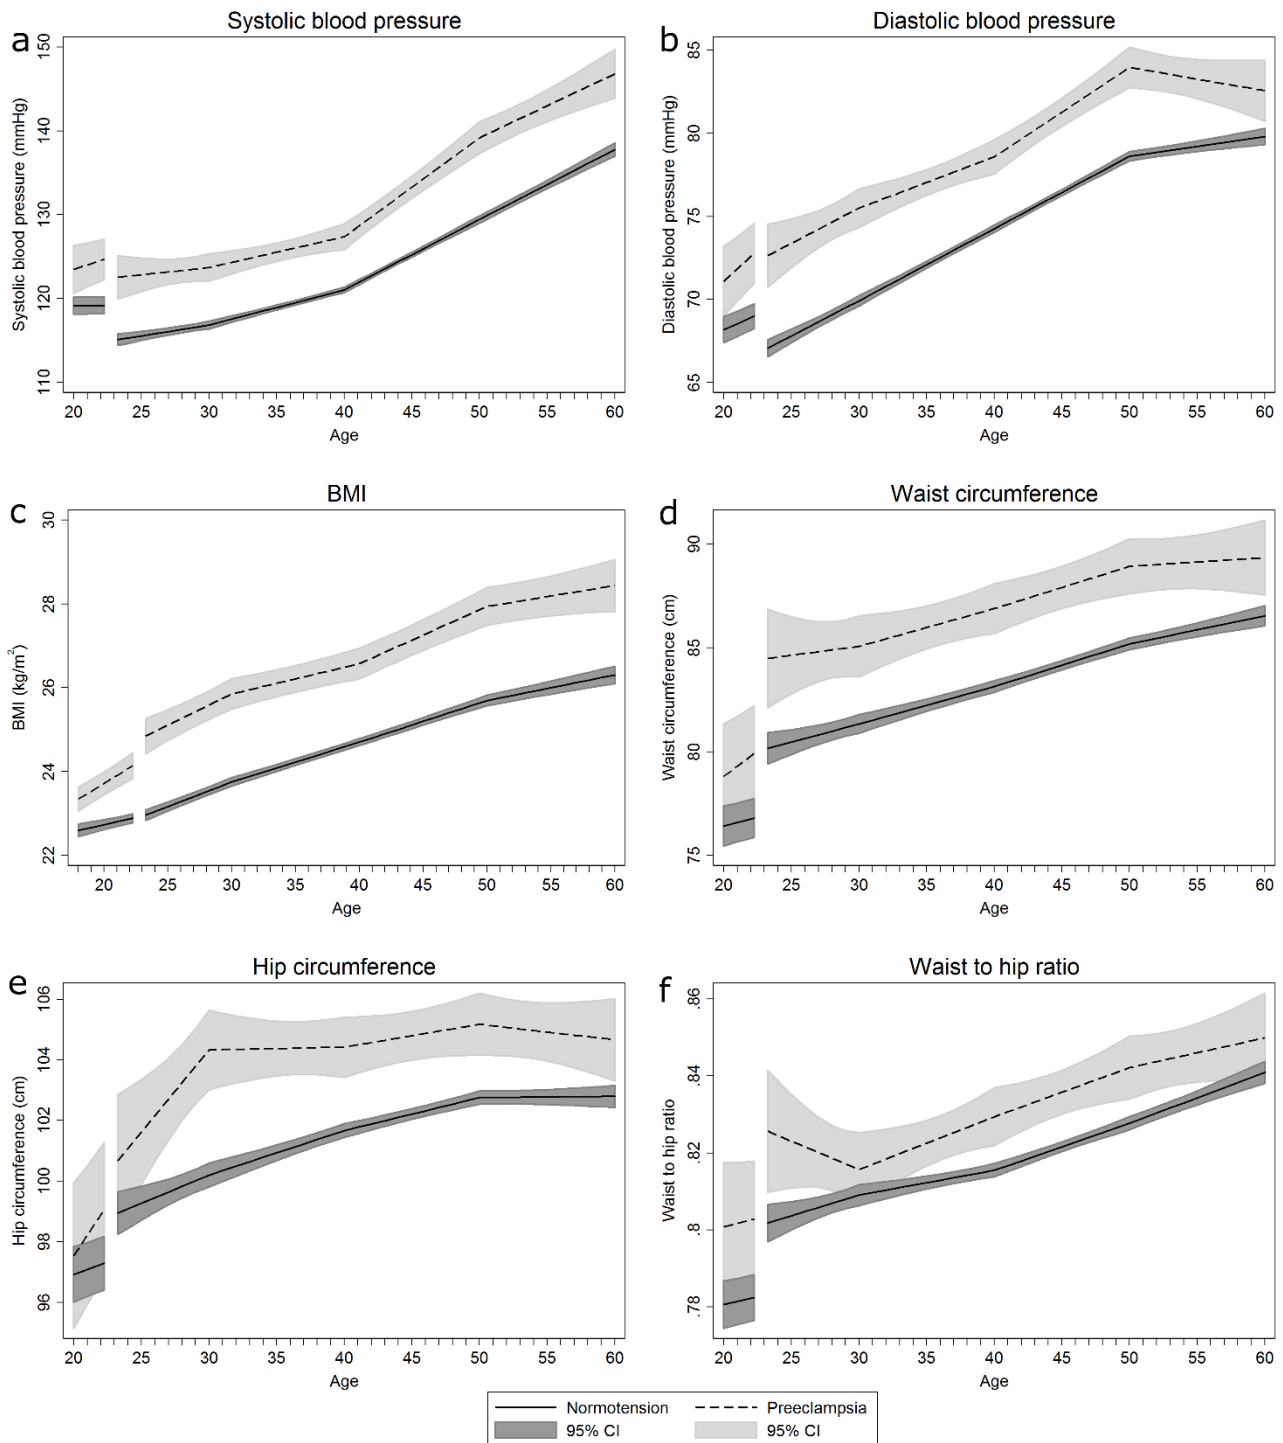 a
Systolic blood pressure
Systolic blood pressure (mmHg)
150
140
130
120
110
20 25 30 35 40 45 50 55 60
Age
b
Diastolic blood pressure
Diastolic blood pressure (mmHg)
85
80
75
70
65
20 25 30 35 40 45 50 55 60
Age
c
BMI
BMI (kg/m²)
30
28
26
24
22
20 25 30 35 40 45 50 55 60
Age
d
Waist circumference
Waist circumference (cm)
90
85
80
75
20 25 30 35 40 45 50 55 60
Age
e
Hip circumference
Hip circumference (cm)
106
104
102
100
98
96
20 25 30 35 40 45 50 55 60
Age
f
Waist to hip ratio
Waist to hip ratio
.86
.84
.82
.8
.78
20 25 30 35 40 45 50 55 60
Age
Normotension Preeclampsia
95% CI 95% CI